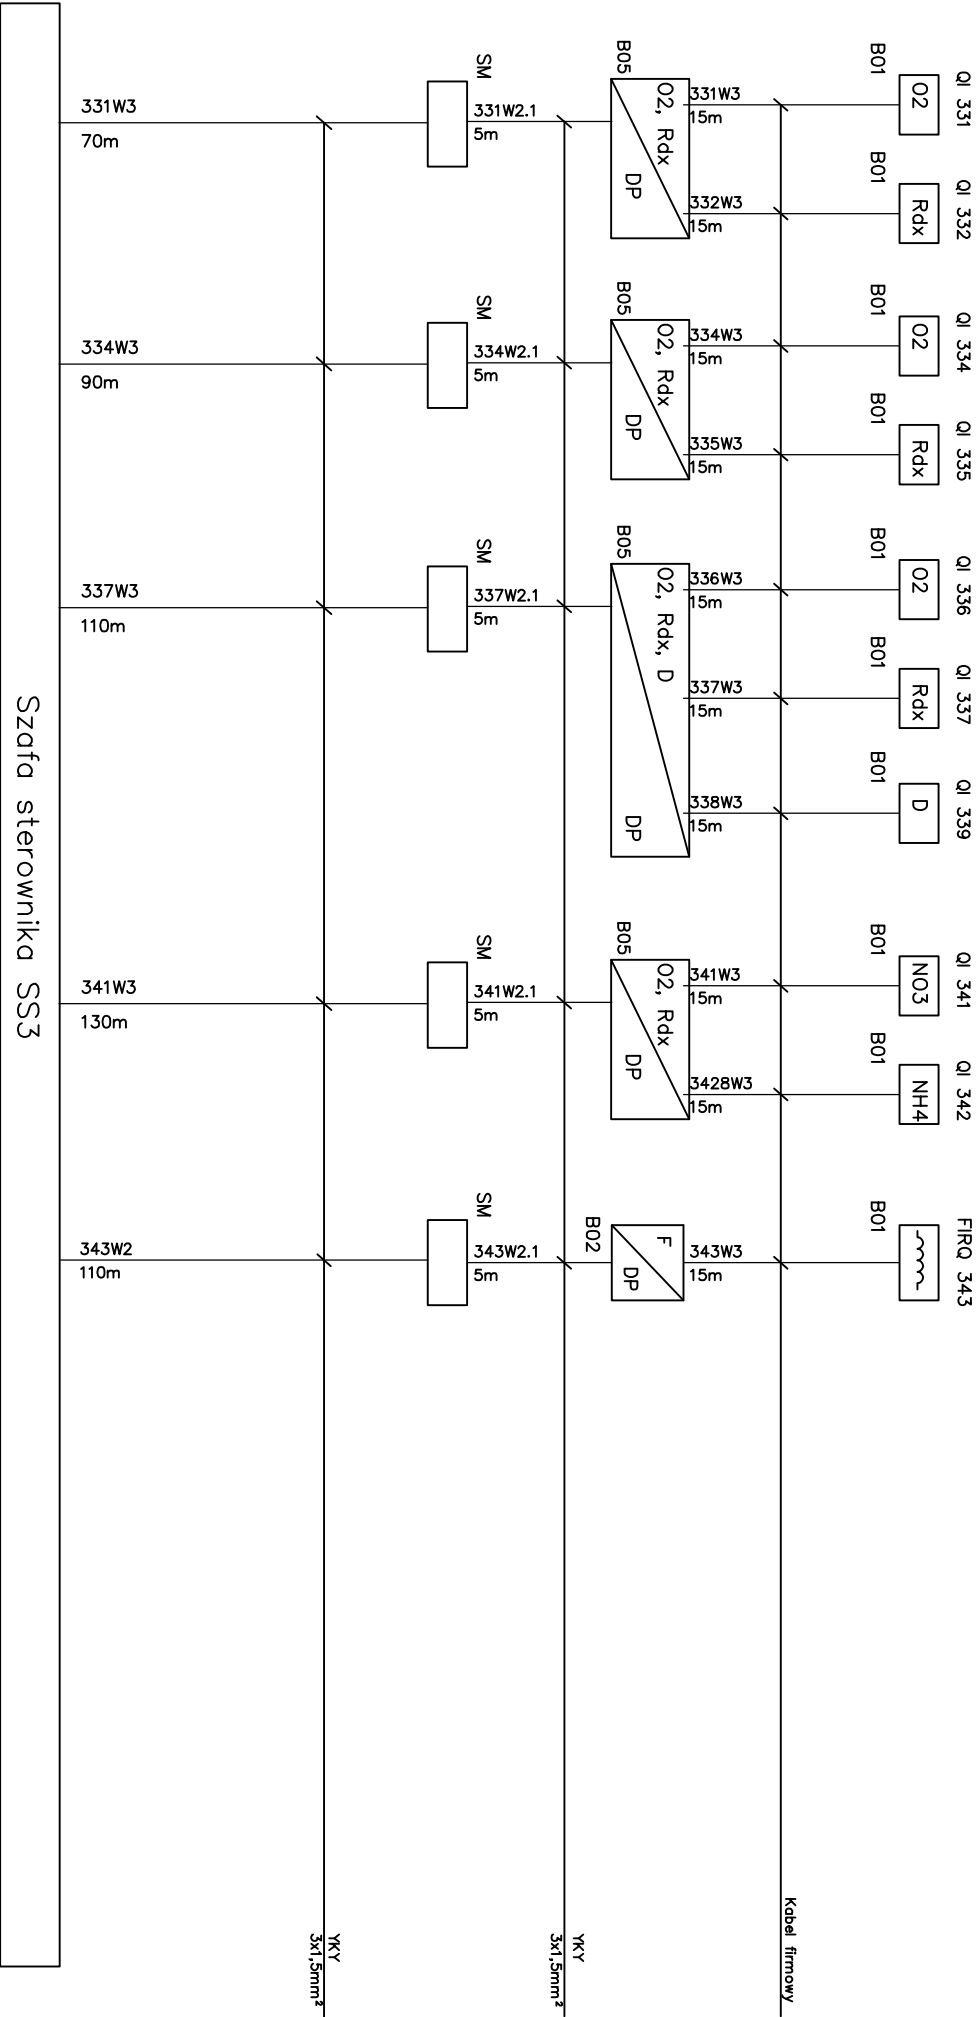 QI 331
QI 332
QI 334
QI 335
QI 336
QI 337
QI 339
QI 341
QI 342
FIRQ 343
B01
B01
B01
B01
B01
B01
B01
B01
B01
B01
O2
Rdx
O2
Rdx
O2
Rdx
D
NO3
NH4
Kabel firmowy
331W3
15m
332W3
15m
334W3
15m
335W3
15m
336W3
15m
337W3
15m
338W3
15m
341W3
15m
3428W3
15m
343W3
15m
B05
O2, Rdx
DP
B05
O2, Rdx
DP
B05
O2, Rdx, D
DP
B05
O2, Rdx
DP
B02
F
DP
YKY
3x1,5mm²
331W2.1
5m
334W2.1
5m
337W2.1
5m
341W2.1
5m
343W2.1
5m
SM
SM
SM
SM
SM
YKY
3x1,5mm²
331W3
70m
334W3
90m
337W3
110m
341W3
130m
343W2
110m
Szafa sterownika SS3